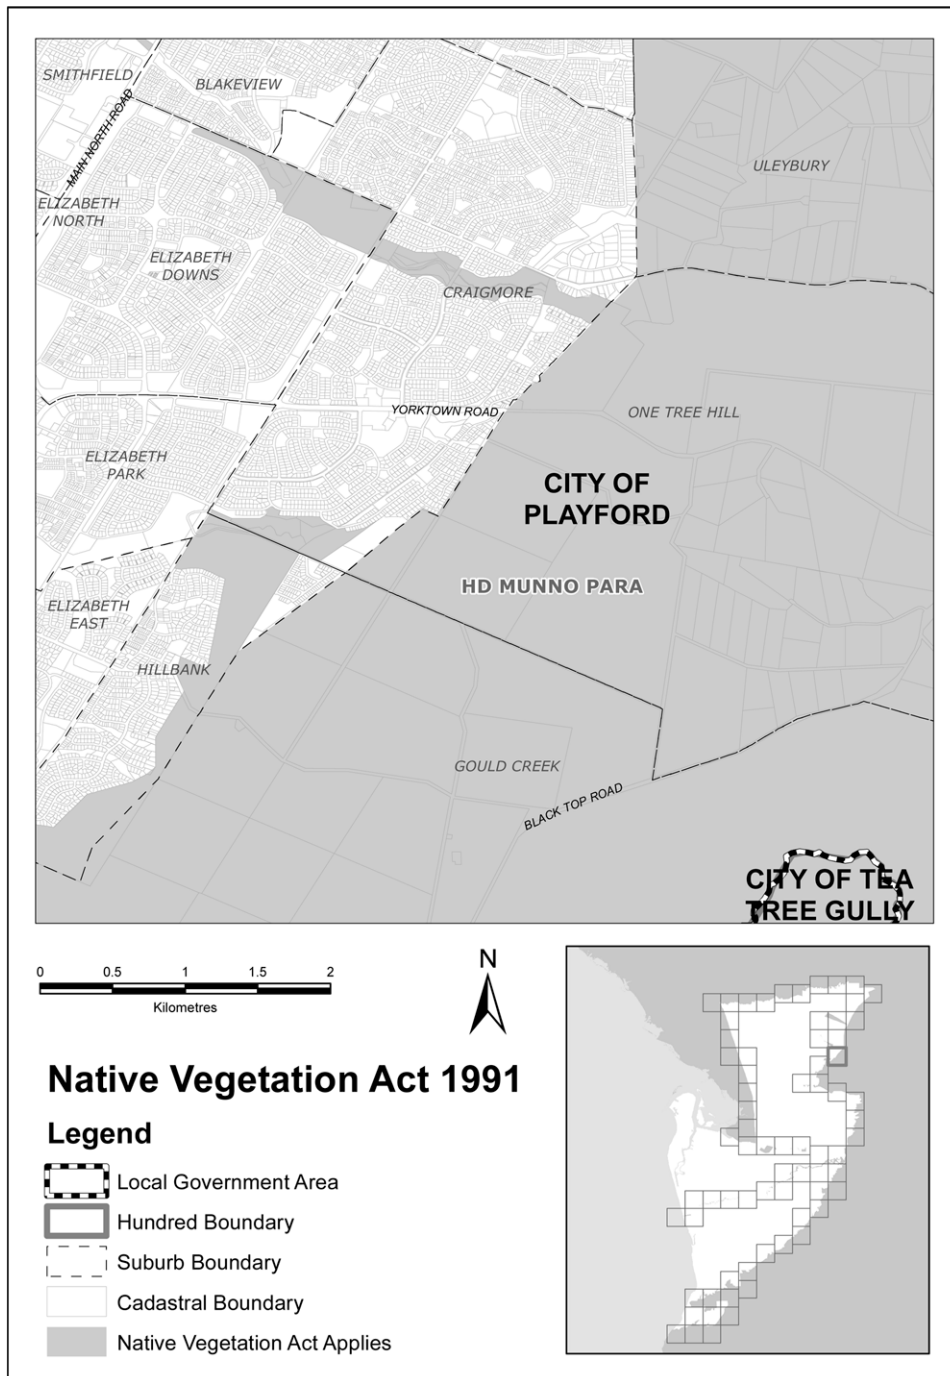 SMITHFIELD
BLAKEVIEW
MAIN NORTH ROAD
ULEYBURY
ELIZABETH
NORTH
ELIZABETH
DOWNS
CRAIGMORE
YORKTOWN ROAD
ONE TREE HILL
ELIZABETH
PARK
CITY OF
PLAYFORD
HD MUNNO PARA
ELIZABETH
EAST
HILLBANK
GOULD CREEK
BLACK TOP ROAD
CITY OF TEA
TREE GULLY
0 0.5 1 1.5 2
Kilometres
N
Native Vegetation Act 1991
Legend
Local Government Area
Hundred Boundary
Suburb Boundary
Cadastral Boundary
Native Vegetation Act Applies